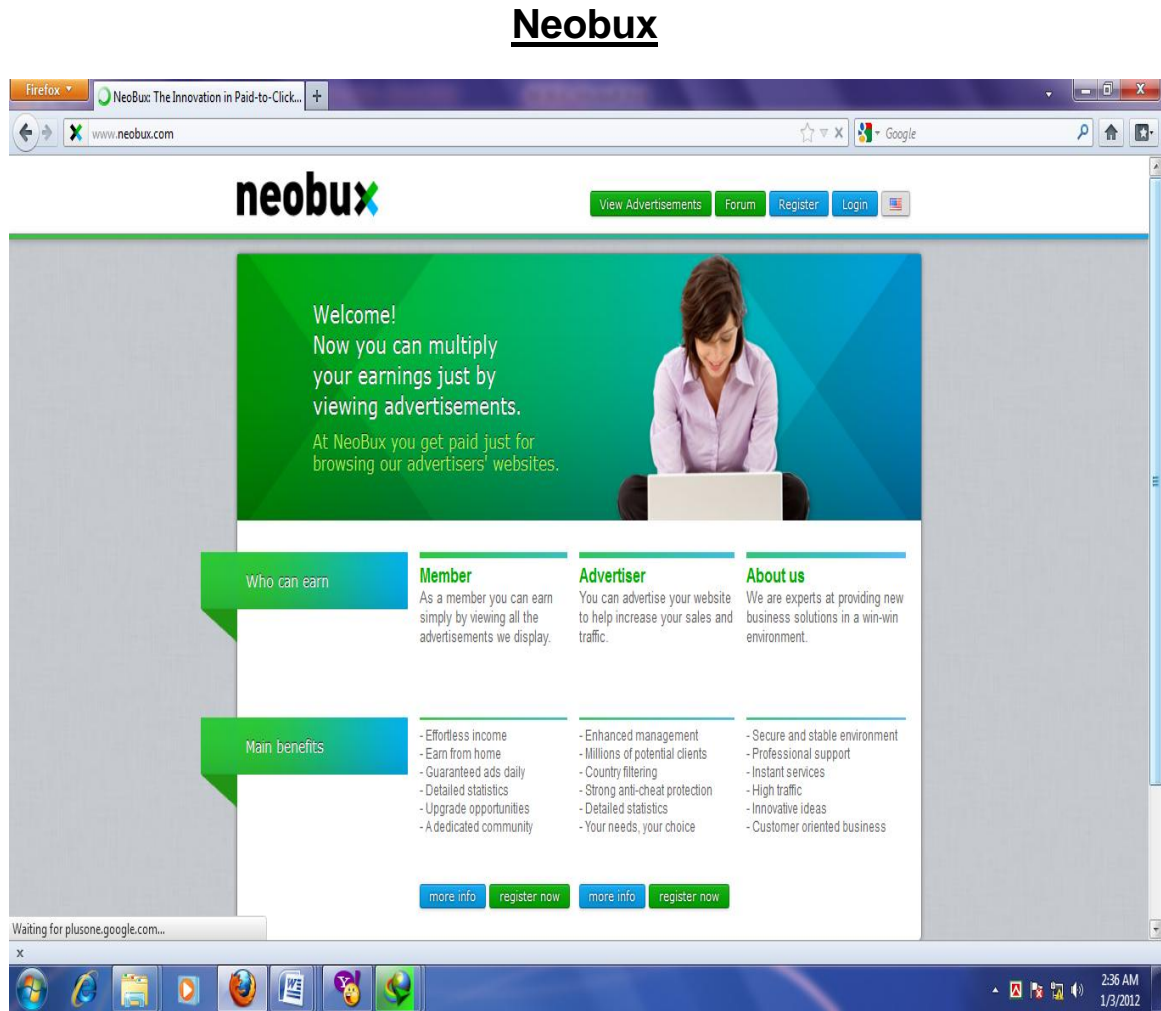 Neobux
Firefox
NeoBux: The Innovation in Paid-to-Click...
www.neobux.com
Google
neobux
View Advertisements
Forum
Register
Login
Welcome!
Now you can multiply
your earnings just by
viewing advertisements.
At NeoBux you get paid just for
browsing our advertisers' websites.
Who can earn
Member
As a member you can earn
simply by viewing all the
advertisements we display.
Advertiser
You can advertise your website
to help increase your sales and
traffic.
About us
We are experts at providing new
business solutions in a win-win
environment.
Main benefits
- Effortless income
- Earn from home
- Guaranteed ads daily
- Detailed statistics
- Upgrade opportunities
- A dedicated community
- Enhanced management
- Millions of potential clients
- Country filtering
- Strong anti-cheat protection
- Detailed statistics
- Your needs, your choice
- Secure and stable environment
- Professional support
- Instant services
- High traffic
- Innovative ideas
- Customer oriented business
more info
register now
more info
register now
Waiting for plusone.google.com...
x
2:36 AM
1/3/2012